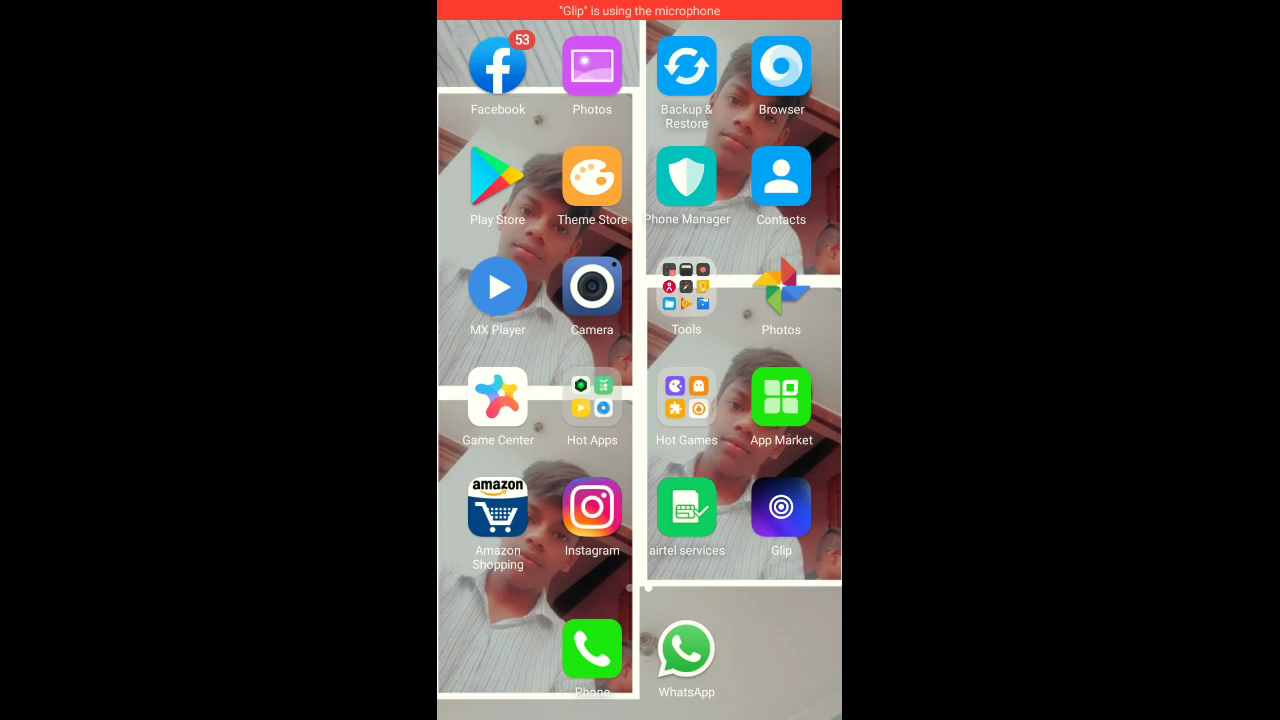 "Glip" is using the microphone
53
Facebook
Photos
Backup &
Restore
Browser
Play Store
Theme Store
Phone Manager
Contacts
MX Player
Camera
Tools
Photos
Game Center
Hot Apps
Hot Games
App Market
amazon
Amazon
Shopping
Instagram
airtel services
Glip
Phone
WhatsApp